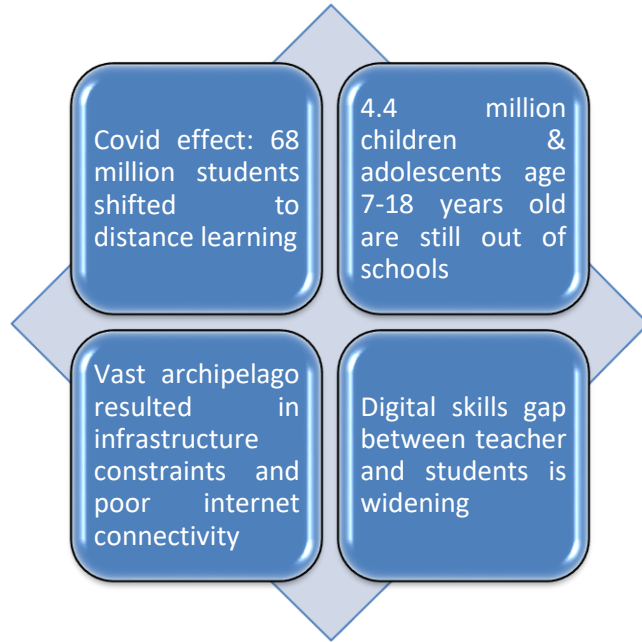 Covid effect: 68
million students
shifted to
distance learning
4.4 million
children &
adolescents age
7-18 years old
are still out of
schools
Vast archipelago
resulted in
infrastructure
constraints and
poor internet
connectivity
Digital skills gap
between teacher
and students is
widening